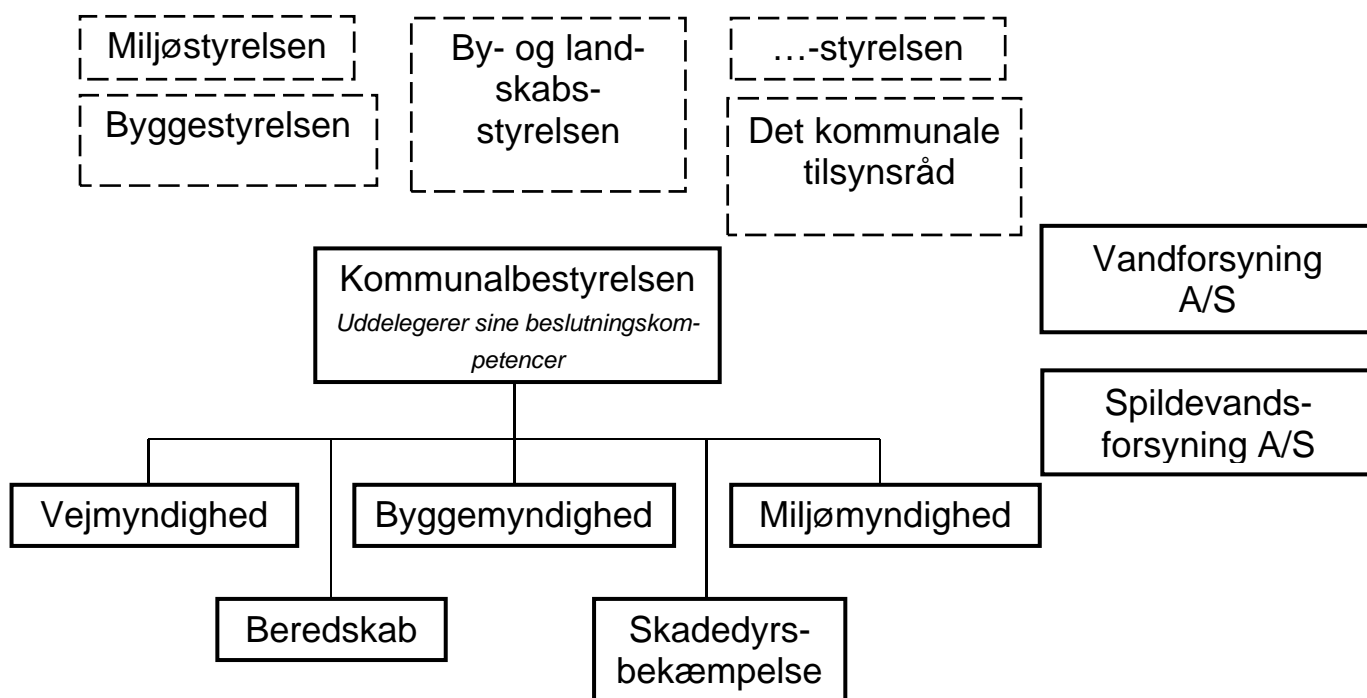 Miljøstyrelsen
Byggestyrelsen
By- og land-
skabs-
styrelsen
…-styrelsen
Det kommunale
tilsynsråd
Vandforsyning
A/S
Kommunalbestyrelsen
Uddelegerer sine beslutningskom-
petencer
Spildevands-
forsyning A/S
Vejmyndighed
Byggemyndighed
Miljømyndighed
Beredskab
Skadedyrs-
bekæmpelse